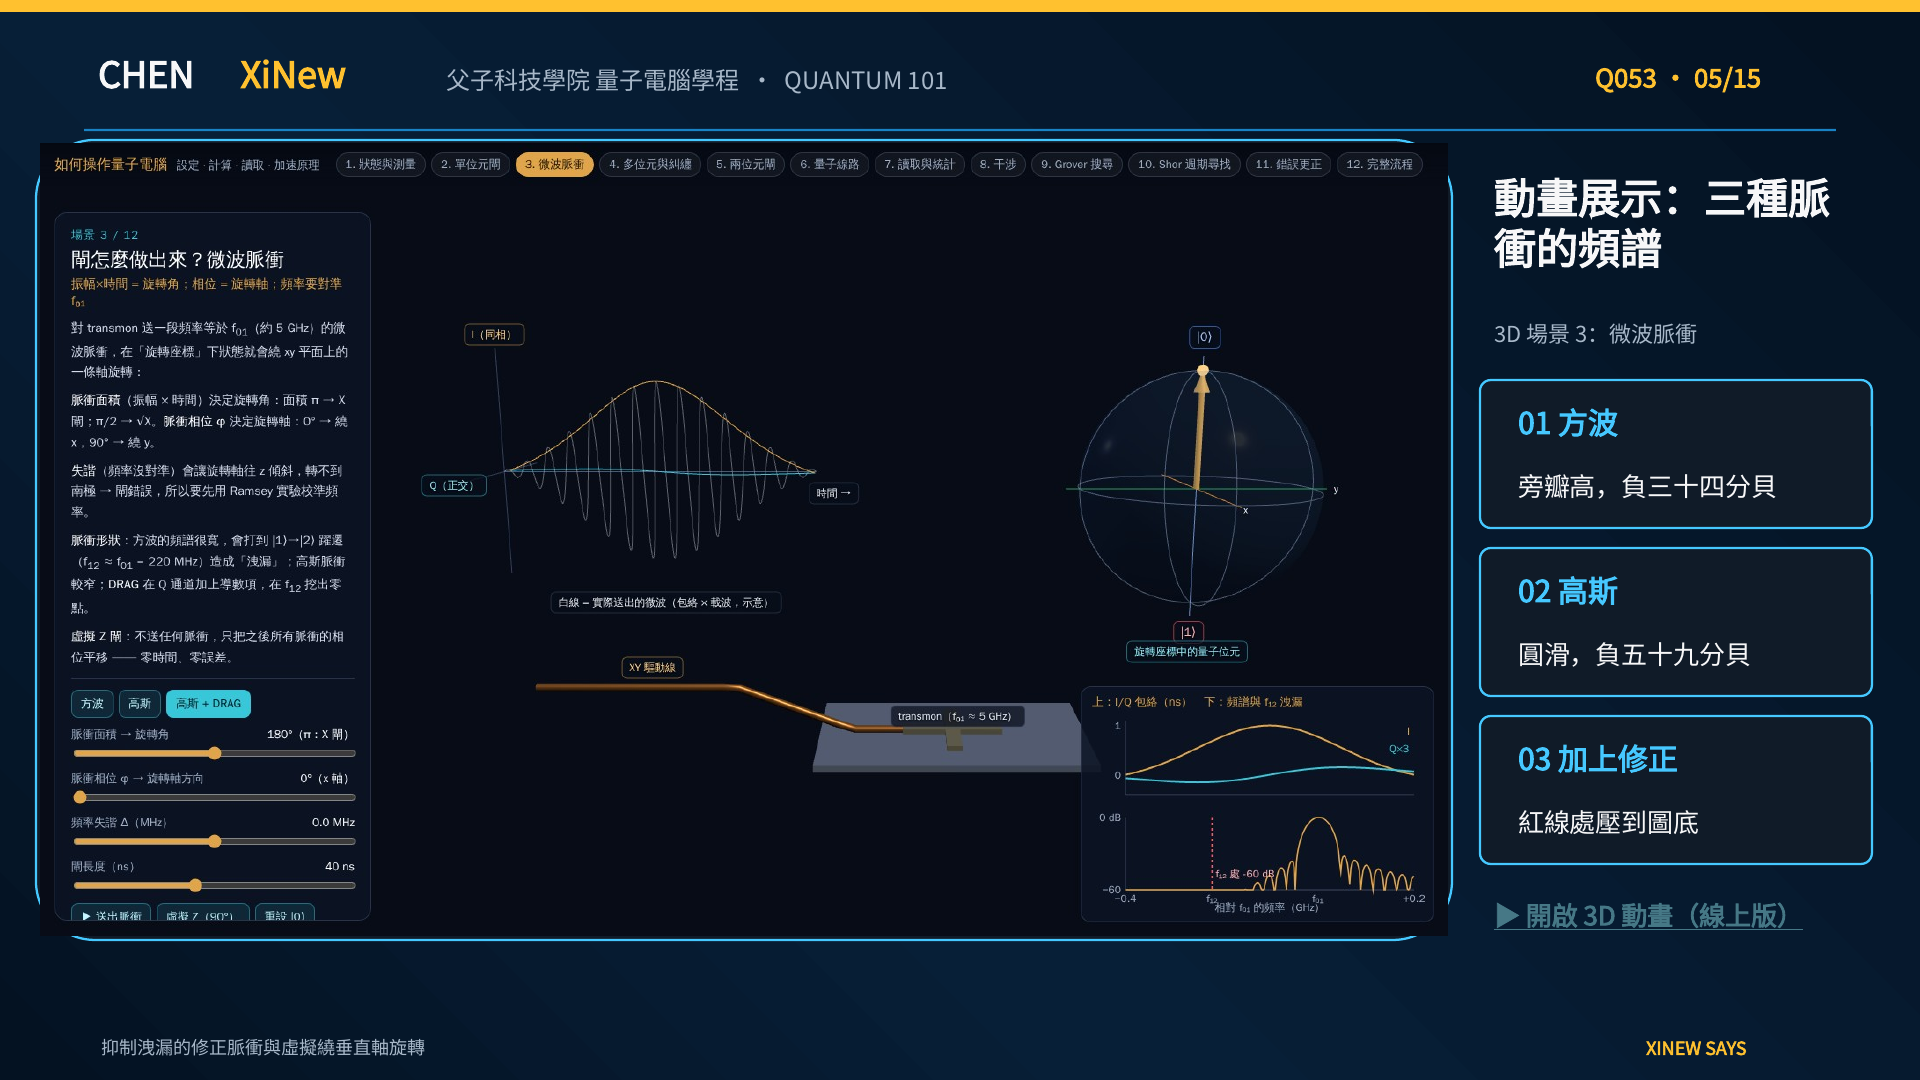 CHEN XiNew 父子科技學院 量子電腦學程 • QUANTUM 101 Q053 • 05/15
如何操作量子電腦 設定 · 計算 · 讀取 · 加速原理 1. 狀態與測量 2. 單位元閘 3. 微波脈衝 4. 多位元與糾纏 5. 兩位元閘 6. 量子線路 7. 讀取與統計 8. 干涉 9. Grover 搜尋 10. Shor 週期尋找 11. 錯誤更正 12. 完整流程
場景 3 / 12
閘怎麼做出來？微波脈衝
振幅×時間 = 旋轉角；相位 = 旋轉軸；頻率要對準
f₀₁
對 transmon 送一段頻率等於 f₀₁（約 5 GHz）的微
波脈衝，在「旋轉座標」下狀態就會繞 xy 平面上的
一條軸旋轉：
脈衝面積（振幅 × 時間）決定旋轉角：面積 π → X
閘；π/2 → √X。脈衝相位 φ 決定旋轉軸：0° → 繞
x，90° → 繞 y。
失諧（頻率沒對準）會讓旋轉軸往 z 傾斜，轉不到
南極 → 閘錯誤，所以要先用 Ramsey 實驗校準頻
率。
脈衝形狀：方波的頻譜很寬，會打到 |1⟩→|2⟩ 躍遷
（f₁₂ ≈ f₀₁ − 220 MHz）造成「洩漏」；高斯脈衝
較窄；DRAG 在 Q 通道加上導數項，在 f₁₂ 挖出零
點。
虛擬 Z 閘：不送任何脈衝，只把之後所有脈衝的相
位平移 —— 零時間、零誤差。
方波 高斯 高斯 + DRAG
脈衝面積 → 旋轉角 180°（π：X 閘）
脈衝相位 φ → 旋轉軸方向 0°（x 軸）
頻率失諧 Δ（MHz） 0.0 MHz
閘長度（ns） 40 ns
▶ 送出脈衝 虛擬 Z（90°） 重設 |0⟩
I（同相）
Q（正交）
時間 →
白線 = 實際送出的微波（包絡 × 載波，示意）
XY 驅動線
transmon（f₀₁ ≈ 5 GHz）
|0⟩
y
x
|1⟩
旋轉座標中的量子位元
上：I/Q 包絡（ns） 下：頻譜與 f₁₂ 洩漏
1
I
Q×3
0
0 dB
f₁₂ 處 -60 dB
−60
−0.4 f₁₂ f₀₁ +0.2
相對 f₀₁ 的頻率（GHz）
動畫展示：三種脈
衝的頻譜
3D 場景 3：微波脈衝
01 方波
旁瓣高，負三十四分貝
02 高斯
圓滑，負五十九分貝
03 加上修正
紅線處壓到圖底
▶ 開啟 3D 動畫（線上版）
抑制洩漏的修正脈衝與虛擬繞垂直軸旋轉
XINEW SAYS